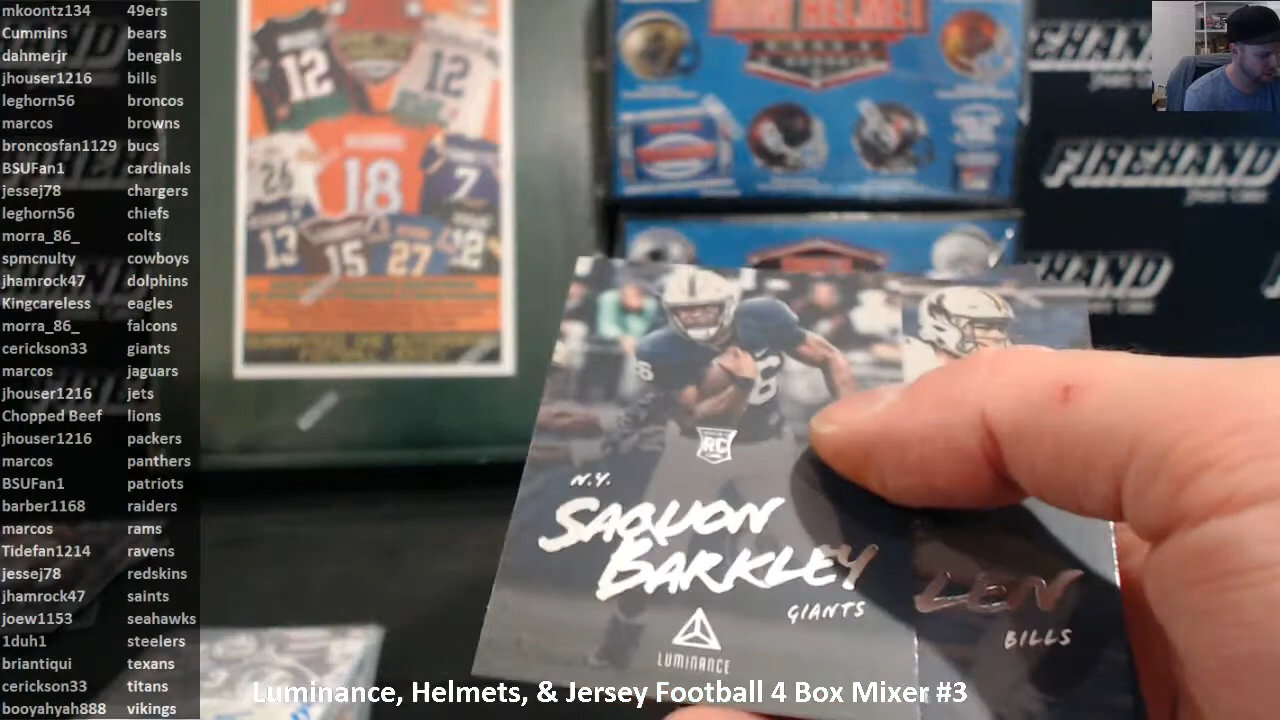 mkoontz134 49ers
Cummins bears
dahmerjr bengals
jhouser1216 bills
leghorn56 broncos
marcos browns
broncosfan1129 bucs
BSUFan1 cardinals
jessej78 chargers
leghorn56 chiefs
morra_86_ colts
spmcnulty cowboys
jhamrock47 dolphins
Kingcareless eagles
morra_86_ falcons
cerickson33 giants
marcos jaguars
jhouser1216 jets
Chopped Beef lions
jhouser1216 packers
marcos panthers
BSUFan1 patriots
barber1168 raiders
marcos rams
Tidefan1214 ravens
jessej78 redskins
jhamrock47 saints
joew1153 seahawks
1duh1 steelers
briantiqui texans
cerickson33 titans
booyahyah888 vikings
12
12
26
18
7
13
15
27
12
HELMET
FIREHAND
6
RC
N.Y.
SAQUON
BARKLEY
GIANTS
LUMINANCE
LEN
BILLS
Luminance, Helmets, & Jersey Football 4 Box Mixer #3